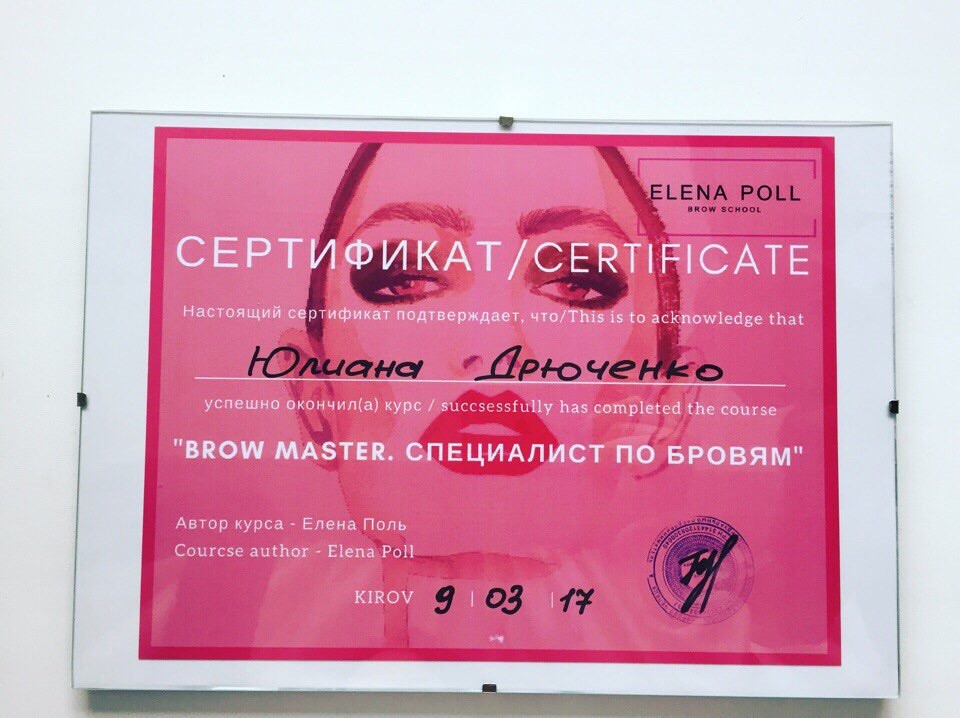 ELENA POLL
BROW SCHOOL
СЕРТИФИКАТ/CERTIFICATE
Настоящий сертификат подтверждает, что/This is to acknowledge that
Юлиана Дрюченко
успешно окончил(а) курс / succsessfully has completed the course
"BROW MASTER. СПЕЦИАЛИСТ ПО БРОВЯМ"
Автор курса - Елена Поль
Courcse author - Elena Poll
KIROV 9 | 03 | 17